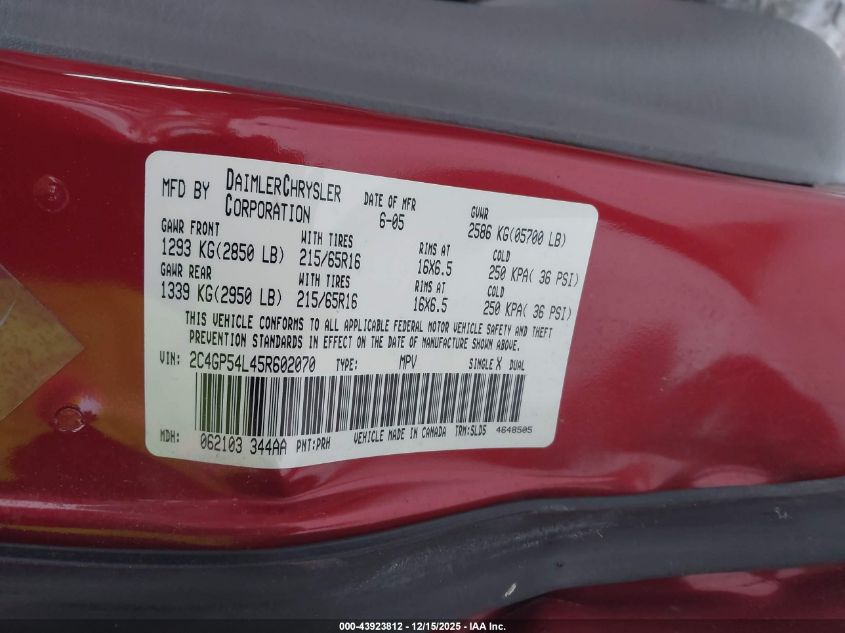 MFD BY DAIMLERCHRYSLER CORPORATION DATE OF MFR 6-05 GVWR 2586 KG(05700 LB)
GAWR FRONT WITH TIRES RIMS AT COLD
1293 KG(2850 LB) 215/65R16 16X6.5 250 KPA( 36 PSI)
GAWR REAR WITH TIRES RIMS AT COLD
1339 KG(2950 LB) 215/65R16 16X6.5 250 KPA( 36 PSI)
THIS VEHICLE CONFORMS TO ALL APPLICABLE FEDERAL MOTOR VEHICLE SAFETY AND THEFT
PREVENTION STANDARDS IN EFFECT ON THE DATE OF MANUFACTURE SHOWN ABOVE.
VIN: 2C4GP54L45R602070 TYPE: MPV SINGLE X DUAL
MDH: 062103 344AA PNT:PRH VEHICLE MADE IN CANADA TRM:SLD5 4648505
000-43923812 - 12/15/2025 - IAA Inc.